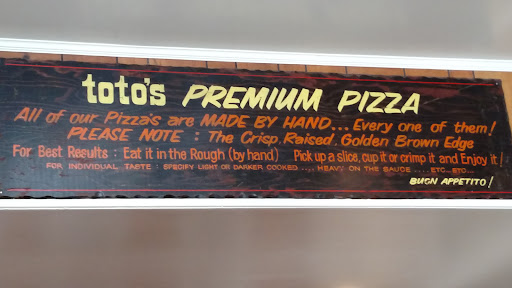 toto's PREMIUM PIZZA
All of our Pizza's are MADE BY HAND... Every one of them!
PLEASE NOTE : The Crisp, Raised, Golden Brown Edge
For Best Results : Eat it in the Rough (by hand) Pick up a slice, cup it or crimp it and Enjoy it!
FOR INDIVIDUAL TASTE : SPECIFY LIGHT OR DARKER COOKED .... HEAVY ON THE SAUCE .... ETC...ETC...
BUON APPETITO!